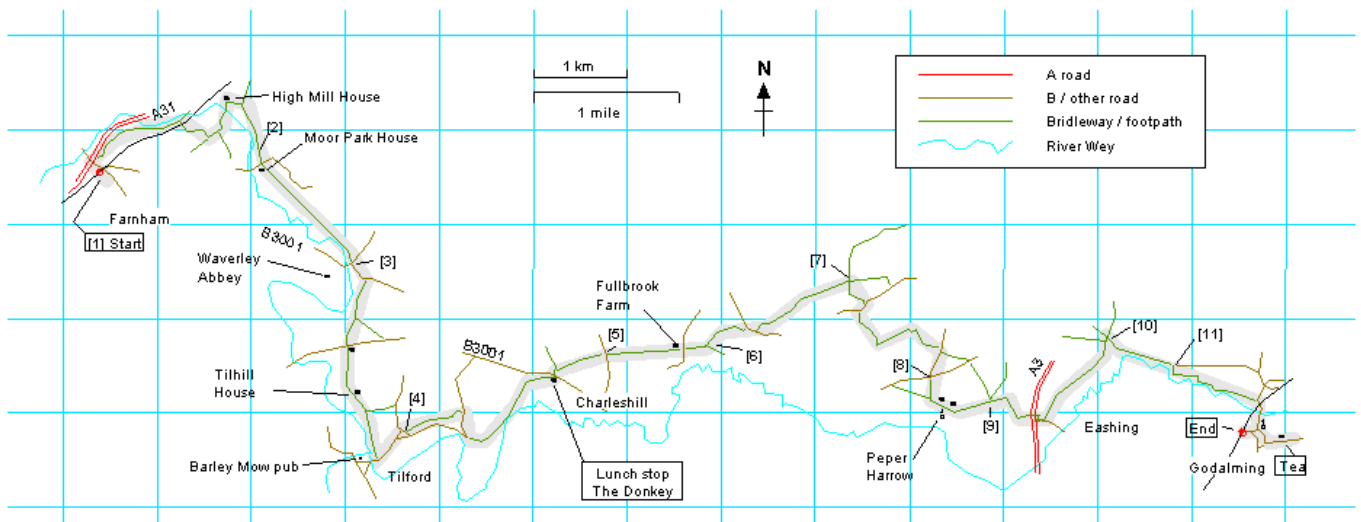 1 km
1 mile
N
A road
B / other road
Bridleway / footpath
River Wey
High Mill House
A31
[2]
Moor Park House
Farnham
[1] Start
B3001
[3]
Waverley
Abbey
[7]
Fullbrook
Farm
[10]
[11]
[5]
[6]
B3001
A3
[8]
Tilhill
House
Charleshill
[4]
[9]
Eashing
End
Barley Mow pub
Tilford
Lunch stop
The Donkey
Peper
Harrow
Godalming
Tea